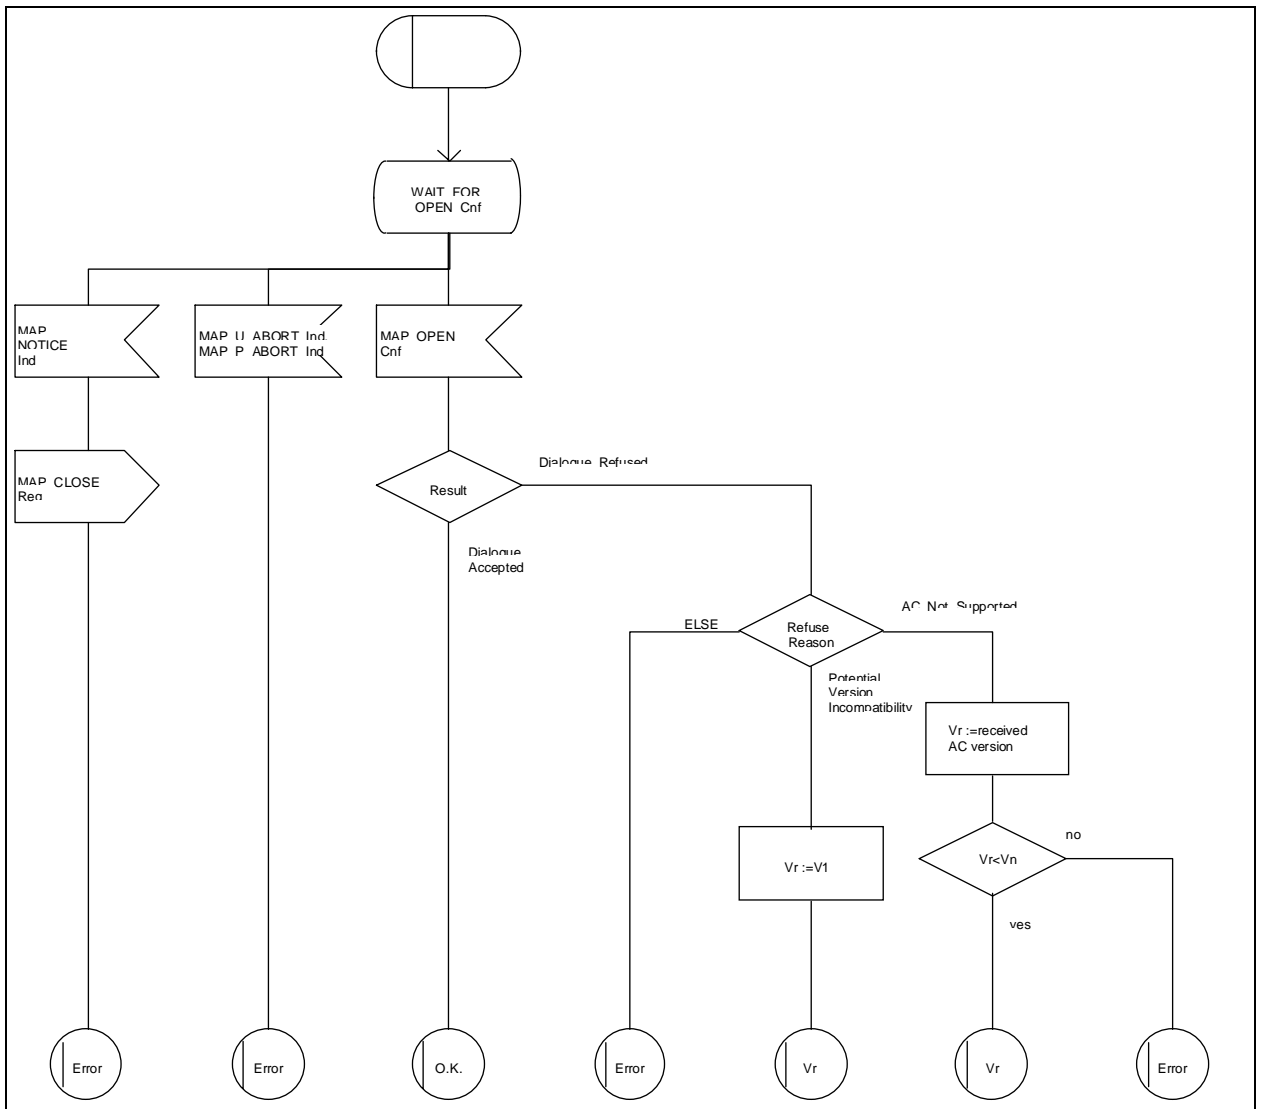 WAIT FOR
OPEN Cnf
MAP
NOTICE
Ind
MAP U ABORT Ind,
MAP P ABORT Ind
MAP OPEN
Cnf
MAP CLOSE
Req
Result
Dialogue Refused
Dialogue
Accepted
ELSE
Refuse
Reason
AC Not Supported
Potential
Version
Incompatibility
Vr :=received
AC version
Vr :=V1
Vr<Vn
no
yes
Error
Error
O.K.
Error
Vr
Vr
Error